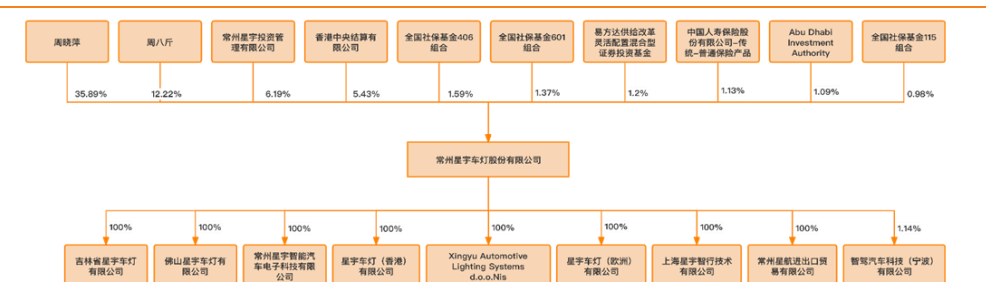 周晓萍
周八斤
常州星宇投资管
理有限公司
香港中央结算有
限公司
全国社保基金406
组合
全国社保基金601
组合
易方达供给改革
灵活配置混合型
证券投资基金
中国人寿保险股
份有限公司-传
统-普通保险产品
Abu Dhabi
Investment
Authority
全国社保基金115
组合
35.89%
12.22%
6.19%
5.43%
1.59%
1.37%
1.2%
1.13%
1.09%
0.98%
常州星宇车灯股份有限公司
100%
100%
100%
100%
100%
100%
100%
100%
1.14%
吉林省星宇车灯
有限公司
佛山星宇车灯有
限公司
常州星宇智能汽
车电子科技有限
公司
星宇车灯（香港）
有限公司
Xingyu Automotive
Lighting Systems
d.o.o.Nis
星宇车灯（欧洲）
有限公司
上海星宇智行技术
有限公司
常州星航进出口贸
易有限公司
智驾汽车科技（宁波）
有限公司